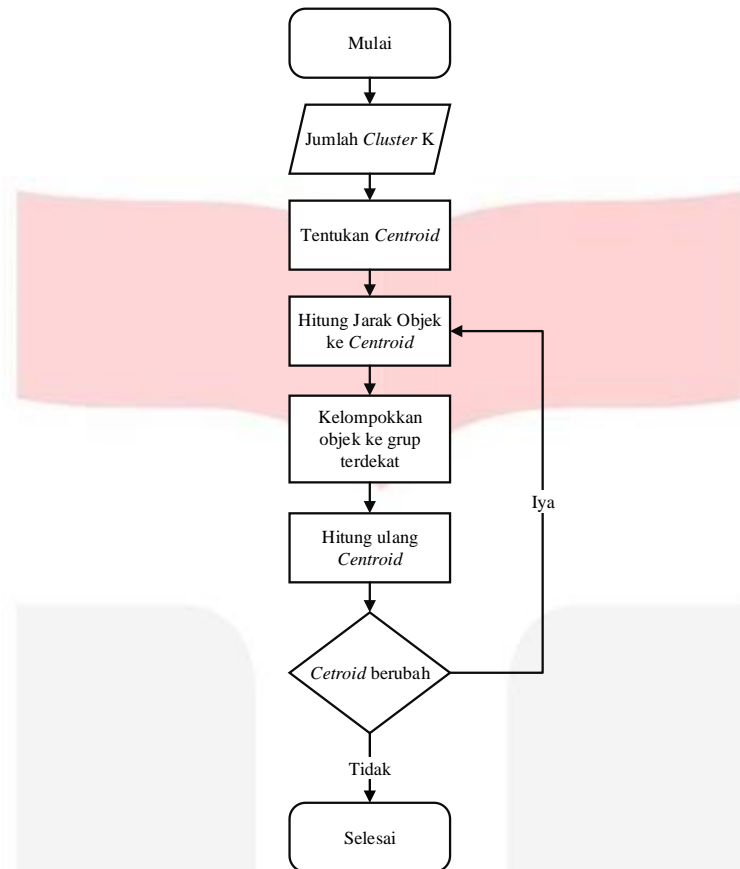 Mulai
Jumlah Cluster K
Tentukan Centroid
Hitung Jarak Objek
ke Centroid
Kelompokkan
objek ke grup
terdekat
Iya
Hitung ulang
Centroid
Cetroid berubah
Tidak
Selesai